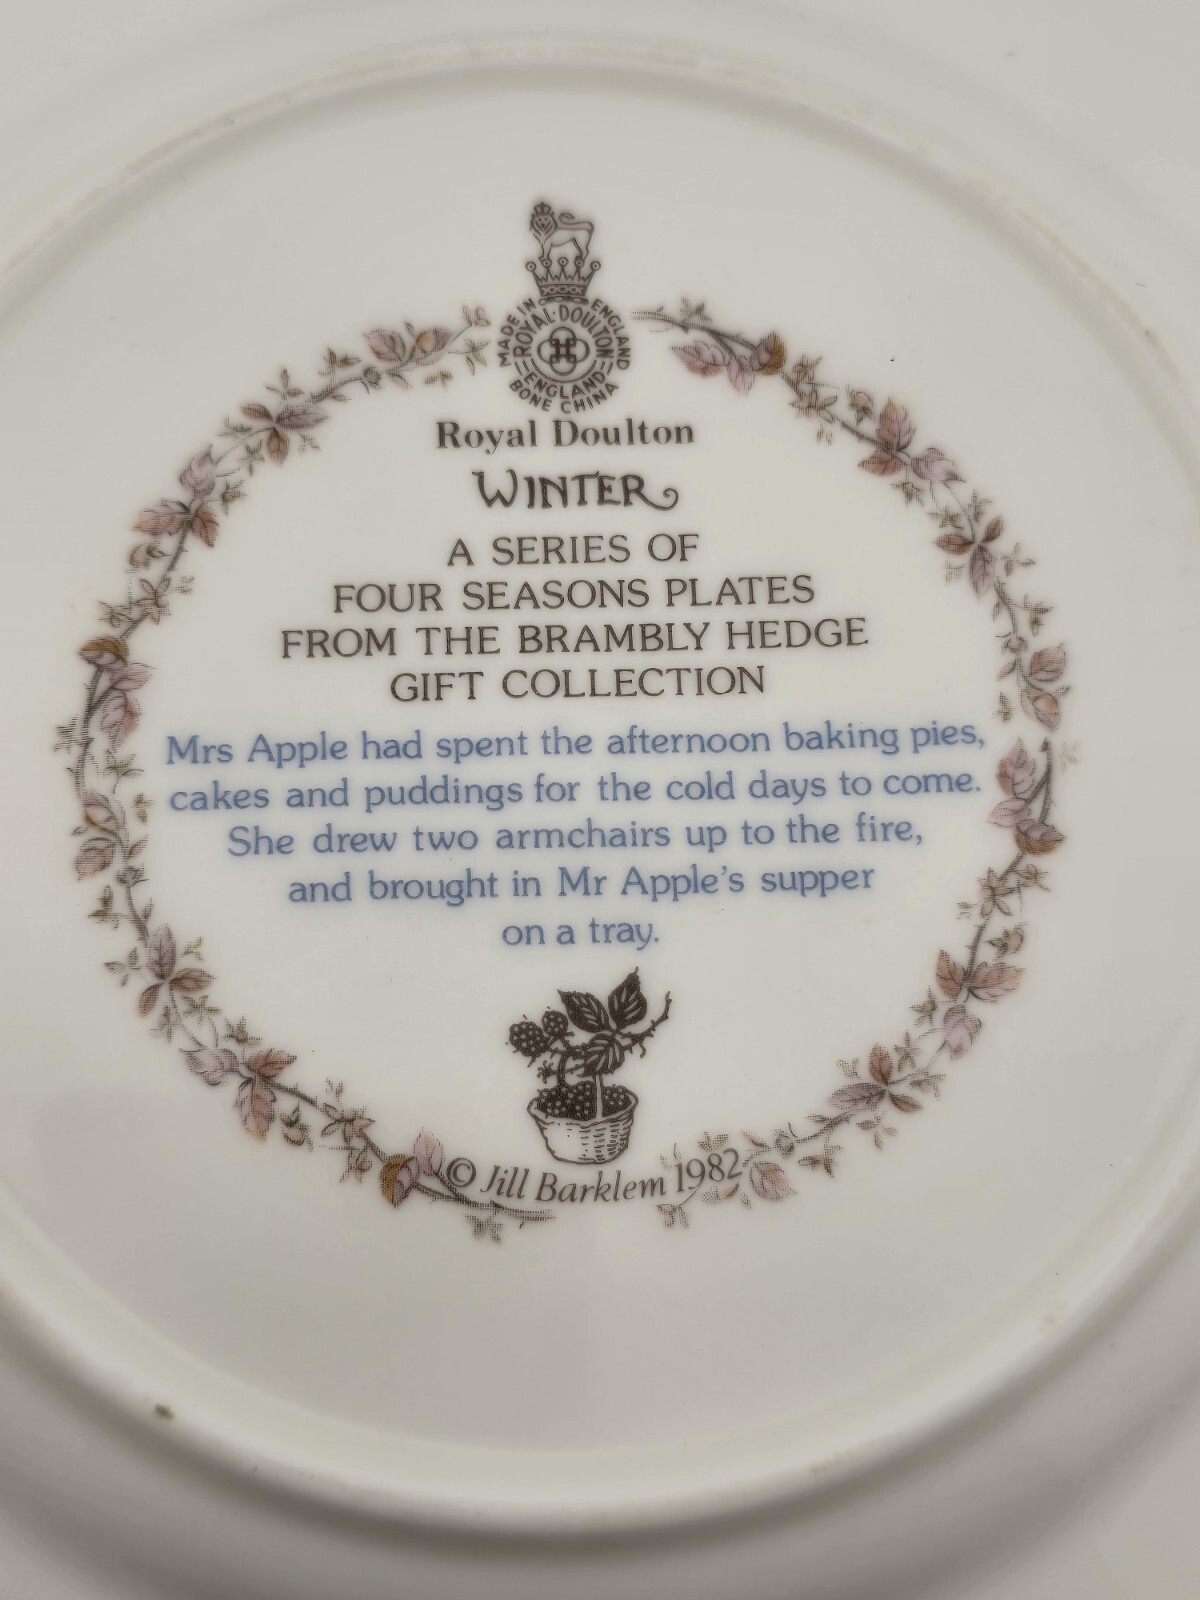 MADE IN ENGLAND
ROYAL·DOULTON
ENGLAND
BONE CHINA
Royal Doulton
WINTER
A SERIES OF
FOUR SEASONS PLATES
FROM THE BRAMBLY HEDGE
GIFT COLLECTION
Mrs Apple had spent the afternoon baking pies,
cakes and puddings for the cold days to come.
She drew two armchairs up to the fire,
and brought in Mr Apple's supper
on a tray.
© Jill Barklem 1982